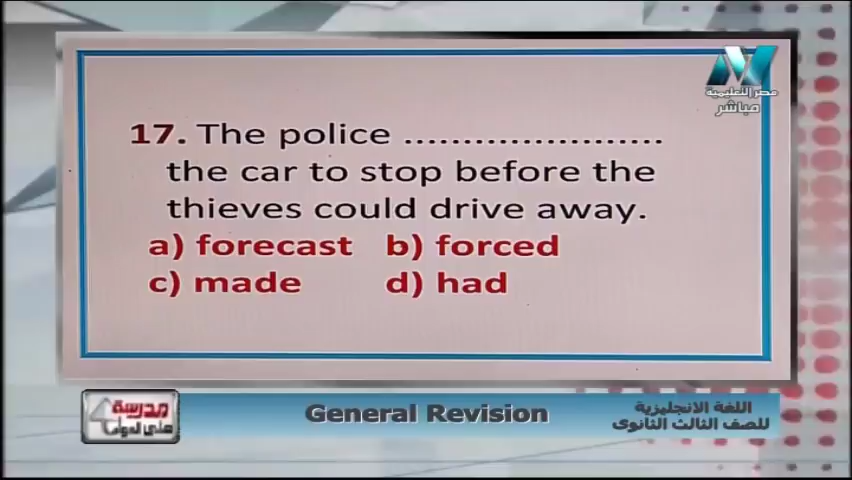 مصر التعليمية
مباشر
17. The police ......................
the car to stop before the
thieves could drive away.
a) forecast b) forced
c) made d) had
مدرسة
على الهواء
General Revision
اللغة الانجليزية
للصف الثالث الثانوى